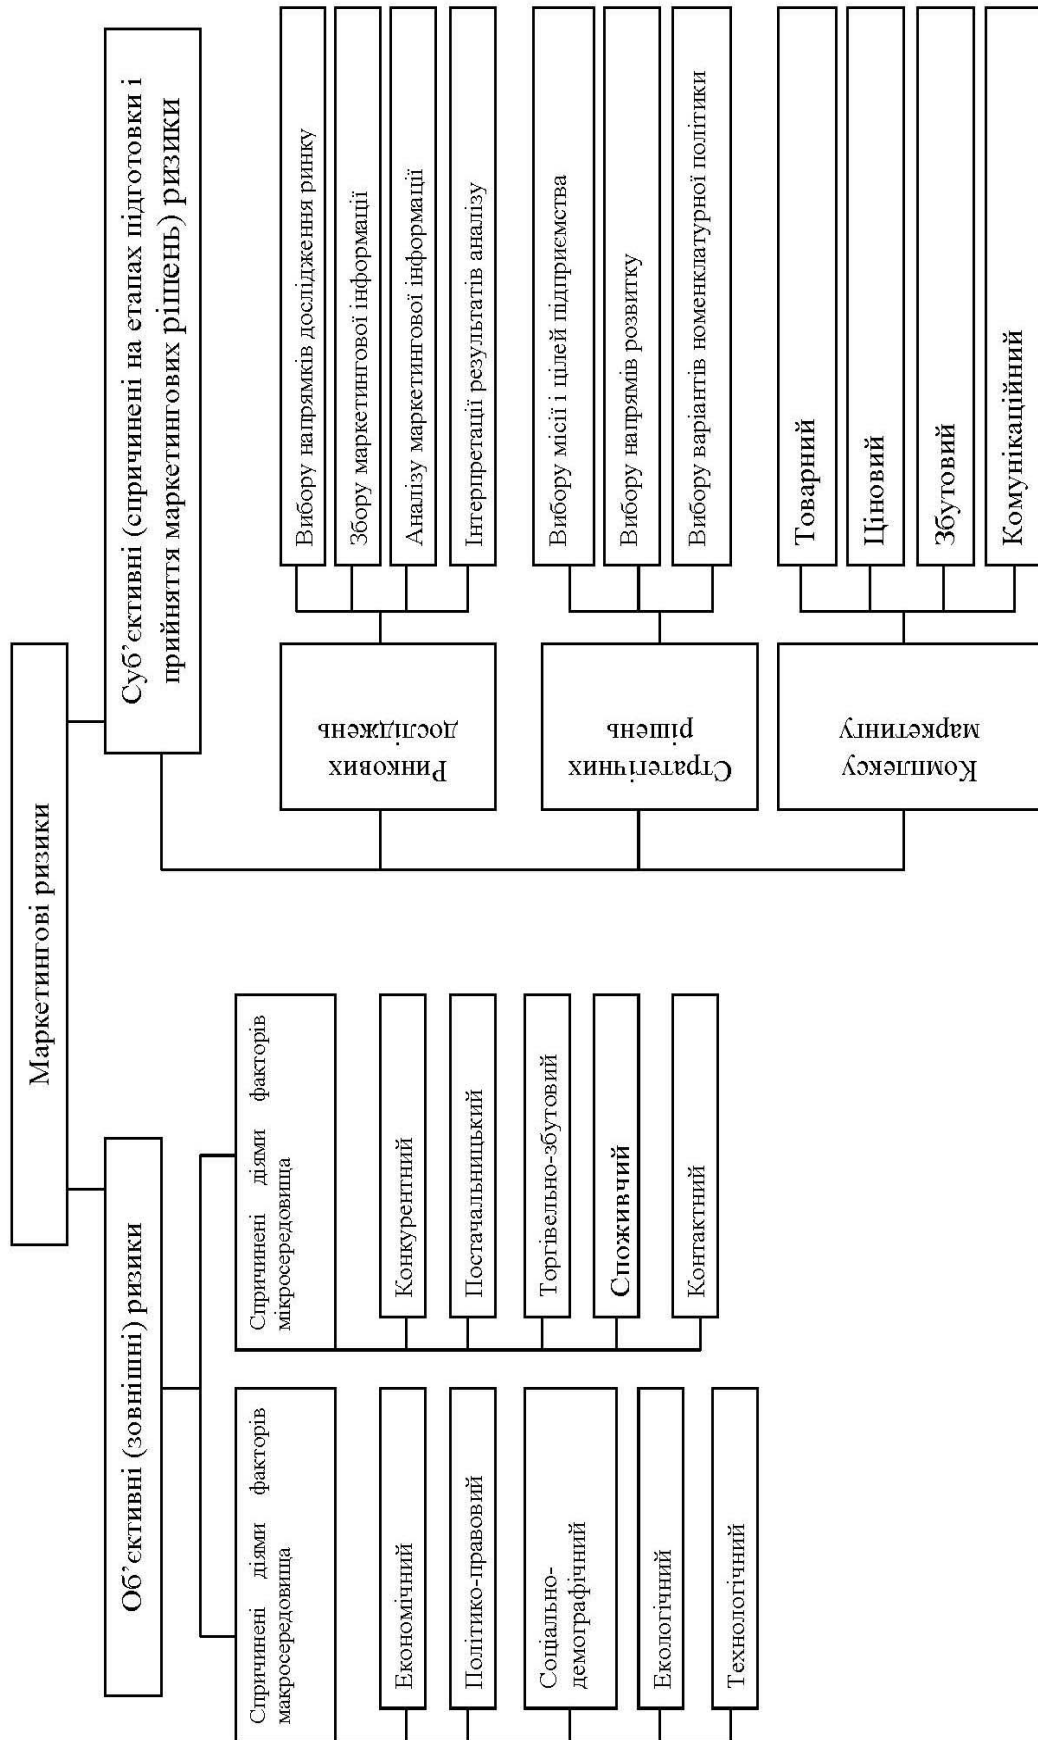 Маркетингові ризики
Об’єктивні (зовнішні) ризики
Спричинені діями факторів
макросередовища
Економічний
Політико-правовий
Соціально-
демографічний
Екологічний
Технологічний
Спричинені діями факторів
мікросередовища
Конкурентний
Постачальницький
Торгівельно-збутовий
Споживчий
Контактний
Суб’єктивні (спричинені на етапах підготовки і
прийняття маркетингових рішень) ризики
Ринкових
досліджень
Вибору напрямків дослідження ринку
Збору маркетингової інформації
Аналізу маркетингової інформації
Інтерпретації результатів аналізу
Стратегічних
рішень
Вибору місії і цілей підприємства
Вибору напрямів розвитку
Вибору варіантів номенклатурної політики
Комплексу
маркетингу
Товарний
Ціновий
Збутовий
Комунікаційний